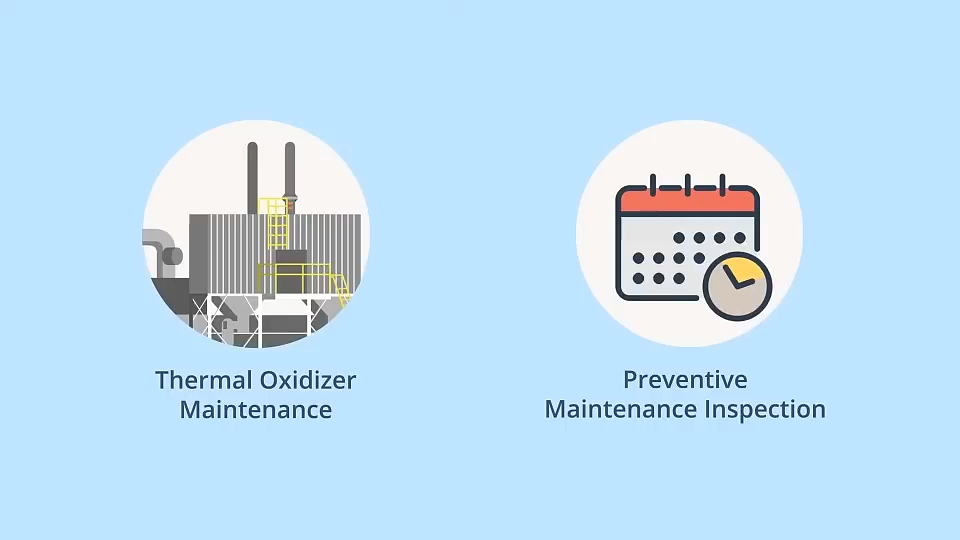 Thermal Oxidizer
Maintenance
Preventive
Maintenance Inspection